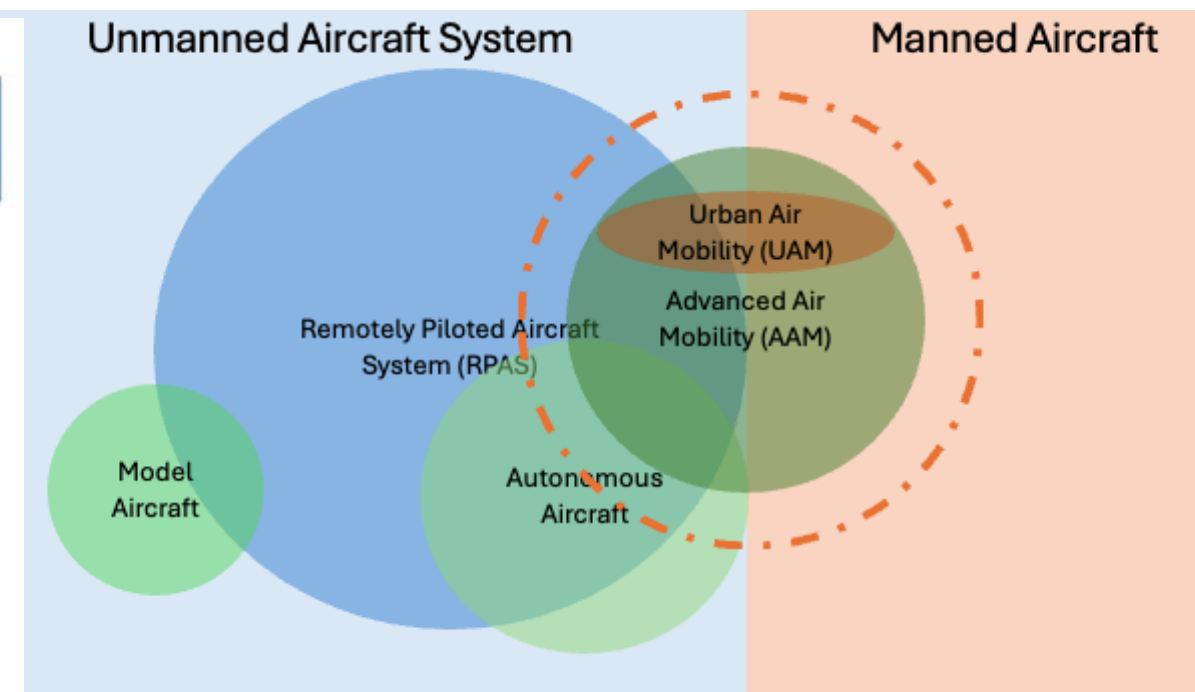 Unmanned Aircraft System
Manned Aircraft
Urban Air
Mobility (UAM)
Advanced Air
Mobility (AAM)
Remotely Piloted Aircraft
System (RPAS)
Model
Aircraft
Autonomous
Aircraft